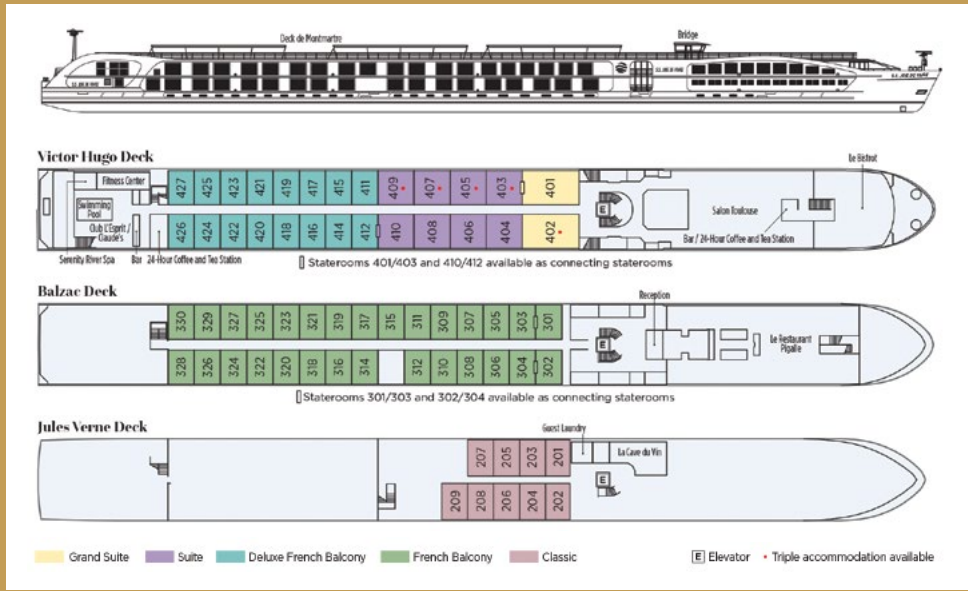 Deck de Montmartre
Bridge
Victor Hugo Deck
Le Bistrot
Fitness Center
427 425 423 421 419 417 415 411 409 407 405 403 401
Swimming
Pool
E
Salon Toulouse
Club L'Esprit /
Claude's
426 424 422 420 418 416 414 412 410 408 406 404 402
Bar / 24-Hour Coffee and Tea Station
Serenity River Spa Bar 24-Hour Coffee and Tea Station
Staterooms 401/403 and 410/412 available as connecting staterooms
Balzac Deck
Reception
330 329 327 325 323 321 319 317 315 311 309 307 305 303 301
E
Le Restaurant
Pigalle
328 326 324 322 320 318 316 314 312 310 308 306 304 302
Staterooms 301/303 and 302/304 available as connecting staterooms
Jules Verne Deck
Guest Laundry
207 205 203 201
La Cave du Vin
E
209 208 206 204 202
Grand Suite Suite Deluxe French Balcony French Balcony Classic E Elevator • Triple accommodation available